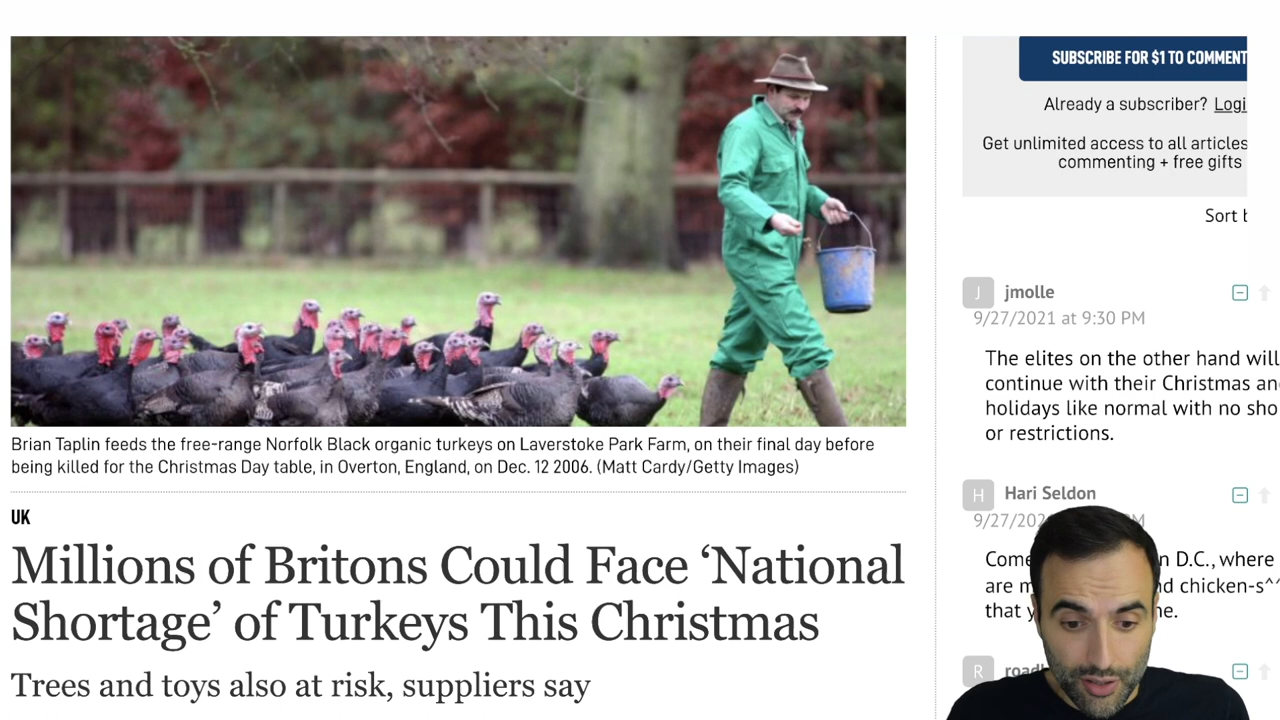 Brian Taplin feeds the free-range Norfolk Black organic turkeys on Laverstoke Park Farm, on their final day before
being killed for the Christmas Day table, in Overton, England, on Dec. 12 2006. (Matt Cardy/Getty Images)
UK
Millions of Britons Could Face ‘National
Shortage’ of Turkeys This Christmas
Trees and toys also at risk, suppliers say
SUBSCRIBE FOR $1 TO COMMENT
Already a subscriber?
Get unlimited access to all articles
commenting + free gifts
Sort
J jmolle
9/27/2021 at 9:30 PM
The elites on the other hand will
continue with their Christmas
holidays like normal with no
or restrictions.
H Hari Seldon
Come n D.C., where
are
that
R